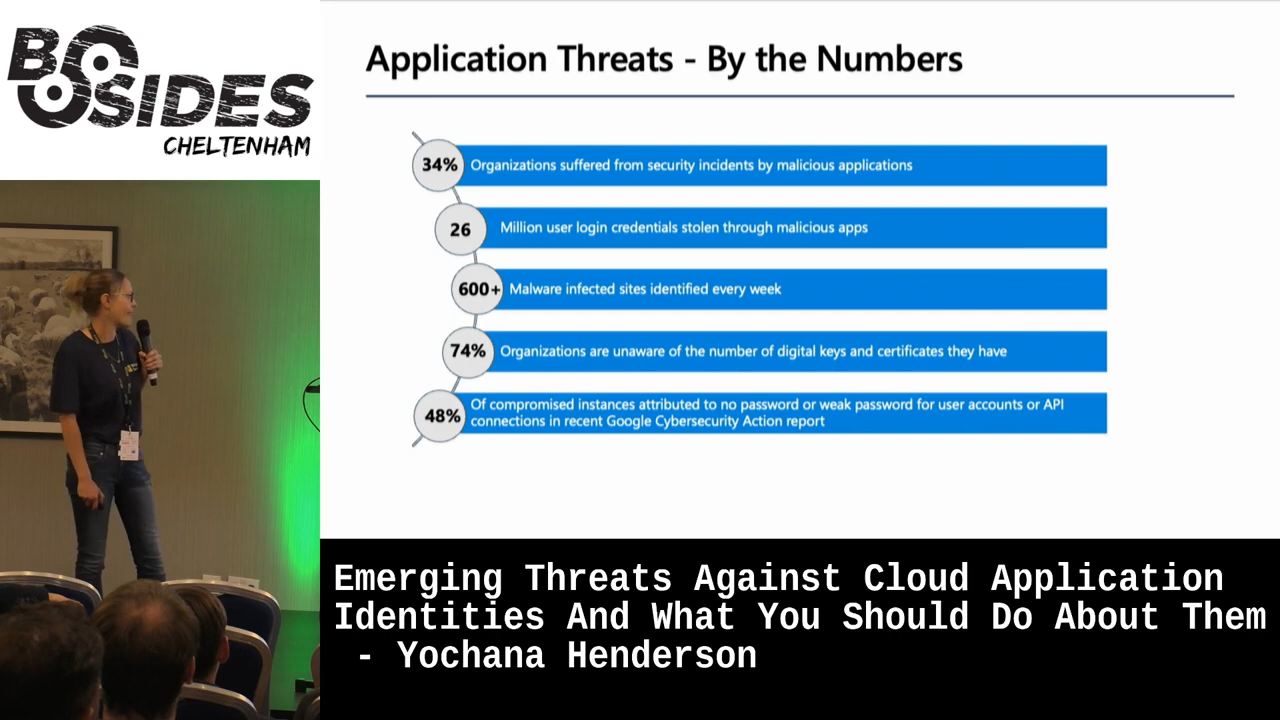 BSIDES
CHELTENHAM
Application Threats - By the Numbers
34% Organizations suffered from security incidents by malicious applications
26 Million user login credentials stolen through malicious apps
600+ Malware infected sites identified every week
74% Organizations are unaware of the number of digital keys and certificates they have
48% Of compromised instances attributed to no password or weak password for user accounts or API
connections in recent Google Cybersecurity Action report
Emerging Threats Against Cloud Application
Identities And What You Should Do About Them
- Yochana Henderson